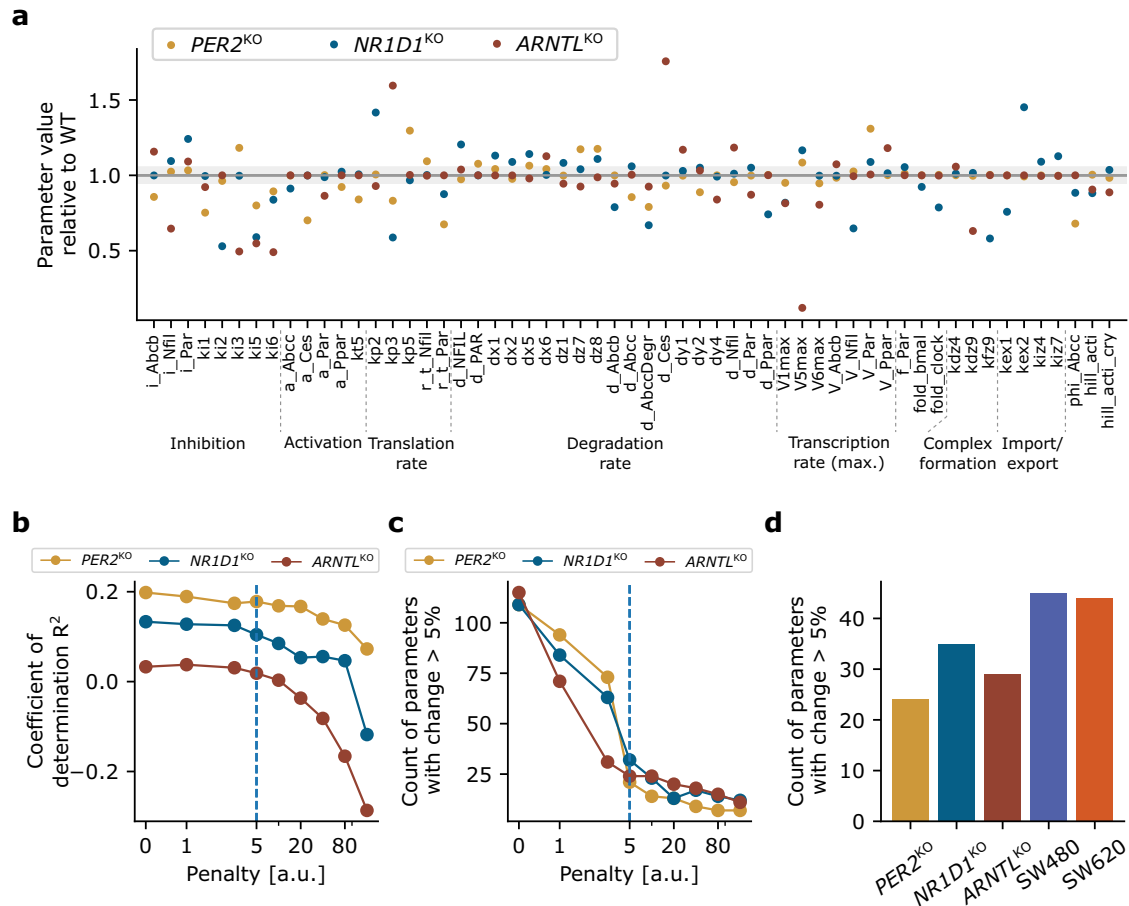 a
PER2KO NR1D1KO ARNTLKO
Parameter value
relative to WT
1.5
1.0
0.5
i_Abcb i_Nfil i_Par ki1 ki2 ki3 ki5 ki6 a_Abcc a_Ces a_Par a_Ppar kt5 kp2 kp3 kp5 r_t_Nfil r_t_Par d_NFIL d_PAR dx1 dx2 dx5 dx6 dz1 dz7 dz8 d_Abcb d_Abcc d_AbccDegr d_Ces dy1 dy2 dy4 d_Nfil d_Par d_Ppar V1max V5max V6max V_Abcb V_Nfil V_Par V_Ppar f_Par fold_bmal fold_clock kdz4 kdz9 kfz9 kex1 kex2 kiz4 kiz7 phi_Abcc hill_acti hill_acti_cry
Inhibition Activation Translation rate Degradation rate Transcription rate (max.) Complex formation Import/ export
b
PER2KO NR1D1KO ARNTLKO
Coefficient of
determination R2
0.2
0.0
−0.2
0 1 5 20 80
Penalty [a.u.]
c
PER2KO NR1D1KO ARNTLKO
Count of parameters
with change > 5%
100
75
50
25
0 1 5 20 80
Penalty [a.u.]
d
Count of parameters
with change > 5%
40
30
20
10
0
PER2KO NR1D1KO ARNTLKO SW480 SW620